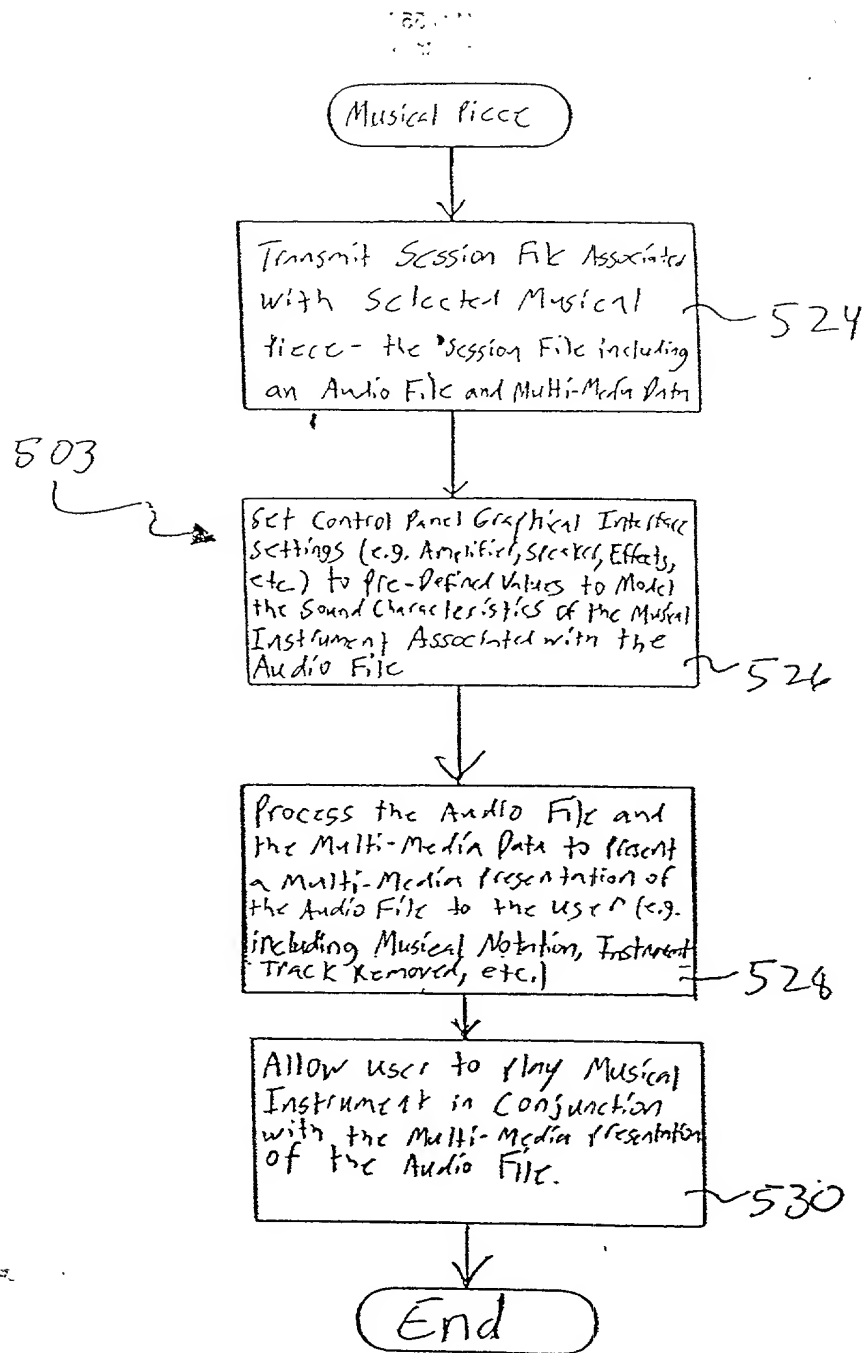 Musical Piece
Transmit Session File Associated
with Selected Musical
Piece - the Session File including
an Audio File and Multi-Media Data
524
503
Set Control Panel Graphical Interface
Settings (e.g. Amplifier, Speaker, Effects,
etc.) to Pre-Defined Values to Model
the Sound Characteristics of the Musical
Instrument Associated with the
Audio File
526
Process the Audio File and
the Multi-Media Data to Present
a Multi-Media Presentation of
the Audio File to the user (e.g.
including Musical Notation, Instrument
Track Removed, etc.)
528
Allow user to play Musical
Instrument in Conjunction
with the Multi-Media Presentation
of the Audio File.
530
End